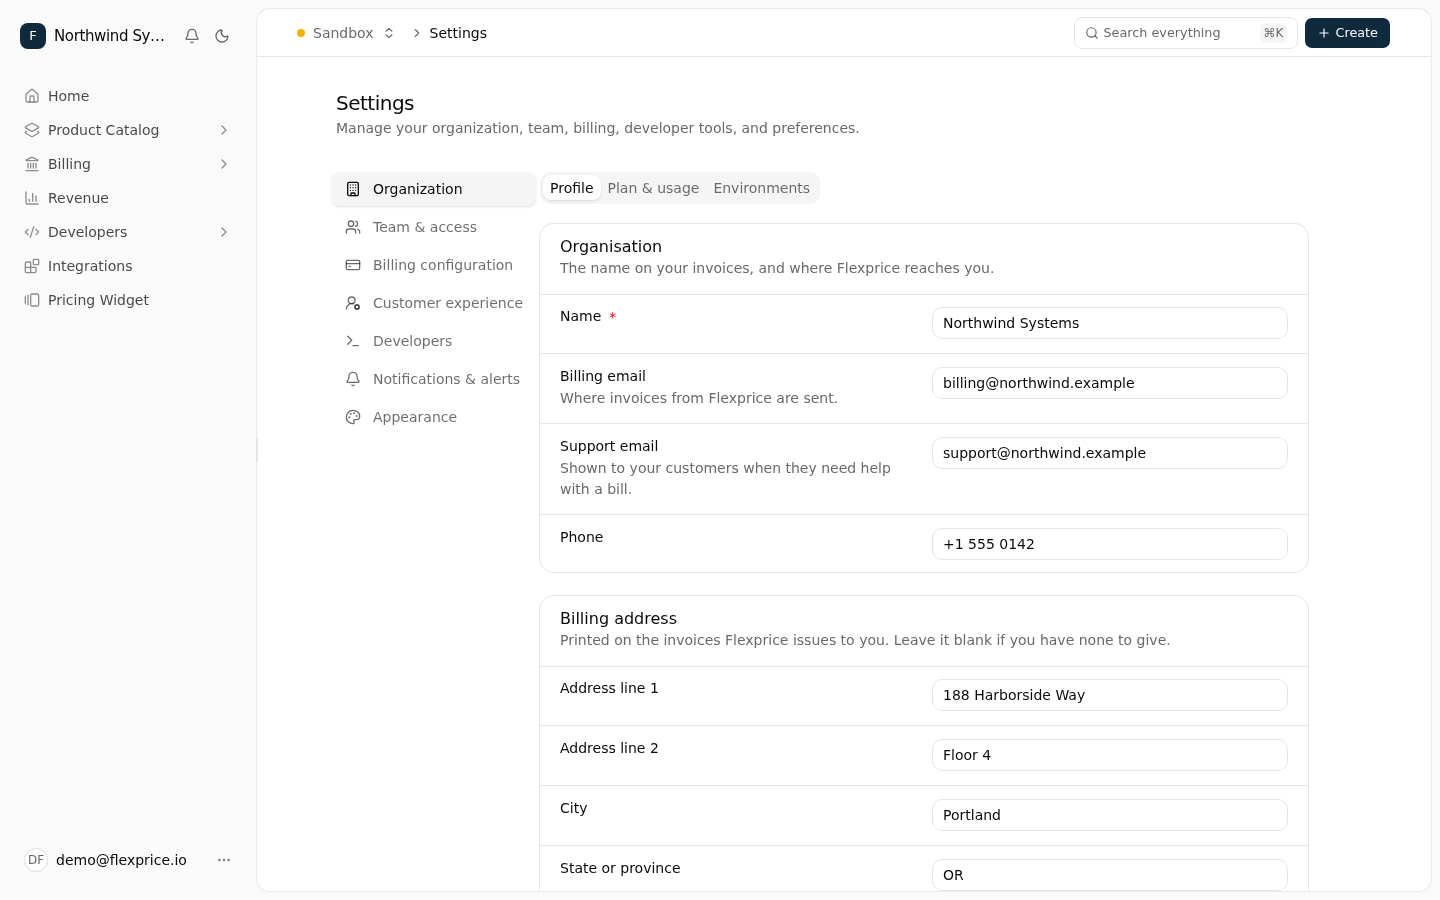 F Northwind Sy...
Sandbox
Settings
Search everything ⌘K
Create
Home
Product Catalog
Billing
Revenue
Developers
Integrations
Pricing Widget
Settings
Manage your organization, team, billing, developer tools, and preferences.
Organization
Team & access
Billing configuration
Customer experience
Developers
Notifications & alerts
Appearance
Profile Plan & usage Environments
Organisation
The name on your invoices, and where Flexprice reaches you.
Name *
Northwind Systems
Billing email
Where invoices from Flexprice are sent.
billing@northwind.example
Support email
Shown to your customers when they need help
with a bill.
support@northwind.example
Phone
+1 555 0142
Billing address
Printed on the invoices Flexprice issues to you. Leave it blank if you have none to give.
Address line 1
188 Harborside Way
Address line 2
Floor 4
City
Portland
State or province
OR
DF demo@flexprice.io